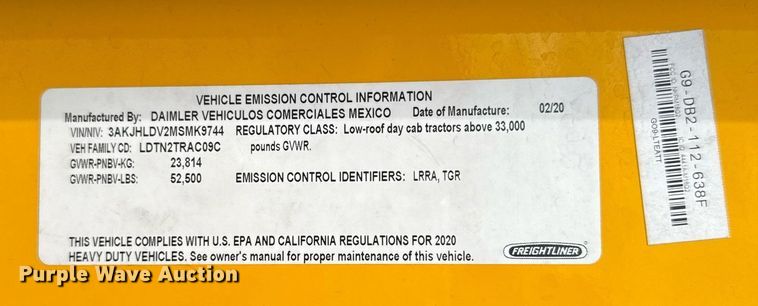 VEHICLE EMISSION CONTROL INFORMATION
Manufactured By: DAIMLER VEHICULOS COMERCIALES MEXICO Date of Manufacture: 02/20
VIN/NIV: 3AKJHLDV2MSMK9744 REGULATORY CLASS: Low-roof day cab tractors above 33,000
VEH FAMILY CD: LDTN2TRAC09C pounds GVWR.
GVWR-PNBV-KG: 23,814
GVWR-PNBV-LBS: 52,500 EMISSION CONTROL IDENTIFIERS: LRRA, TGR
THIS VEHICLE COMPLIES WITH U.S. EPA AND CALIFORNIA REGULATIONS FOR 2020
HEAVY DUTY VEHICLES. See owner's manual for proper maintenance of this vehicle.
FREIGHTLINER
G9-DB2-112-638F
GO9-LTEATT
Purple Wave Auction